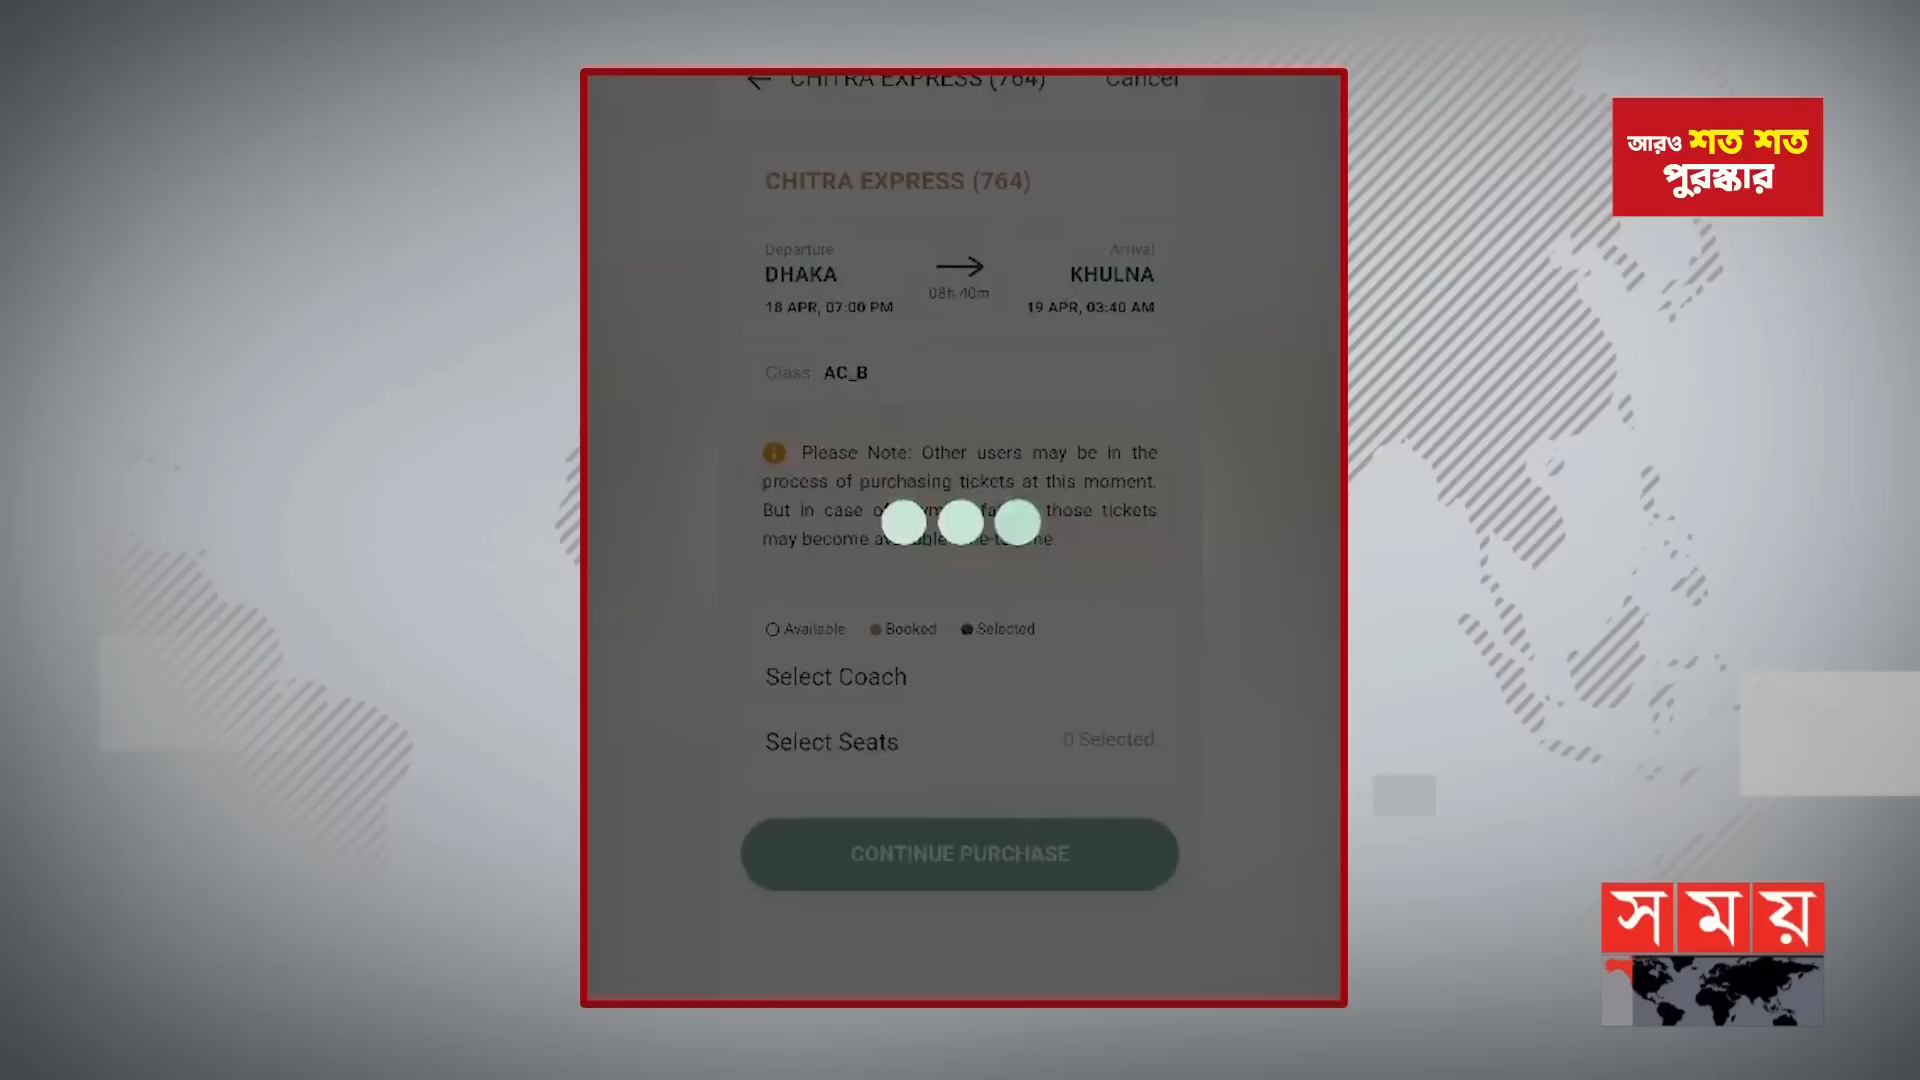 CHITRA EXPRESS (764) Cancel
আরও শত শত
পুরস্কার
CHITRA EXPRESS (764)
Departure Arrival
DHAKA KHULNA
08h 40m
18 APR, 07:00 PM 19 APR, 03:40 AM
Class: AC_B
Please Note: Other users may be in the
process of purchasing tickets at this moment.
But in case of those tickets
may become
Available Booked Selected
Select Coach
Select Seats 0 Selected
CONTINUE PURCHASE
সময়